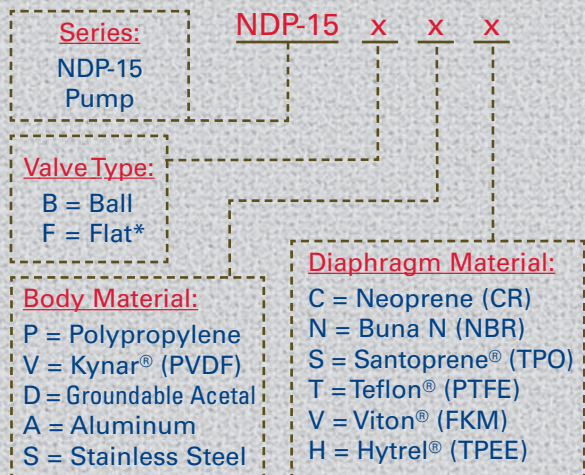 NDP-15 x x x
Series:
NDP-15
Pump
Valve Type:
B = Ball
F = Flat*
Body Material:
P = Polypropylene
V = Kynar® (PVDF)
D = Groundable Acetal
A = Aluminum
S = Stainless Steel
Diaphragm Material:
C = Neoprene (CR)
N = Buna N (NBR)
S = Santoprene® (TPO)
T = Teflon® (PTFE)
V = Viton® (FKM)
H = Hytrel® (TPEE)